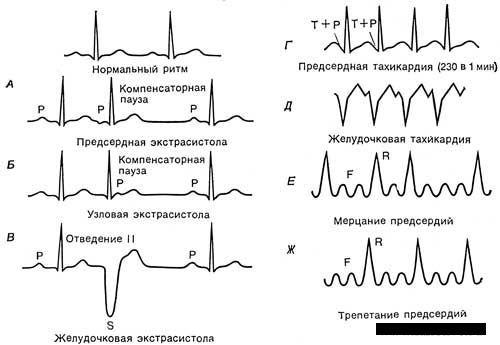 Нормальный ритм
А
Компенсаторная
пауза
P P P
Предсердная экстрасистола
Б
Компенсаторная
пауза
P P P
Узловая экстрасистола
В
Отведение II
P P
S
Желудочковая экстрасистола
T+P T+P
Г
Предсердная тахикардия (230 в 1 мин)
Д
Желудочковая тахикардия
Е
R
F
Мерцание предсердий
Ж
R
F
Трепетание предсердий